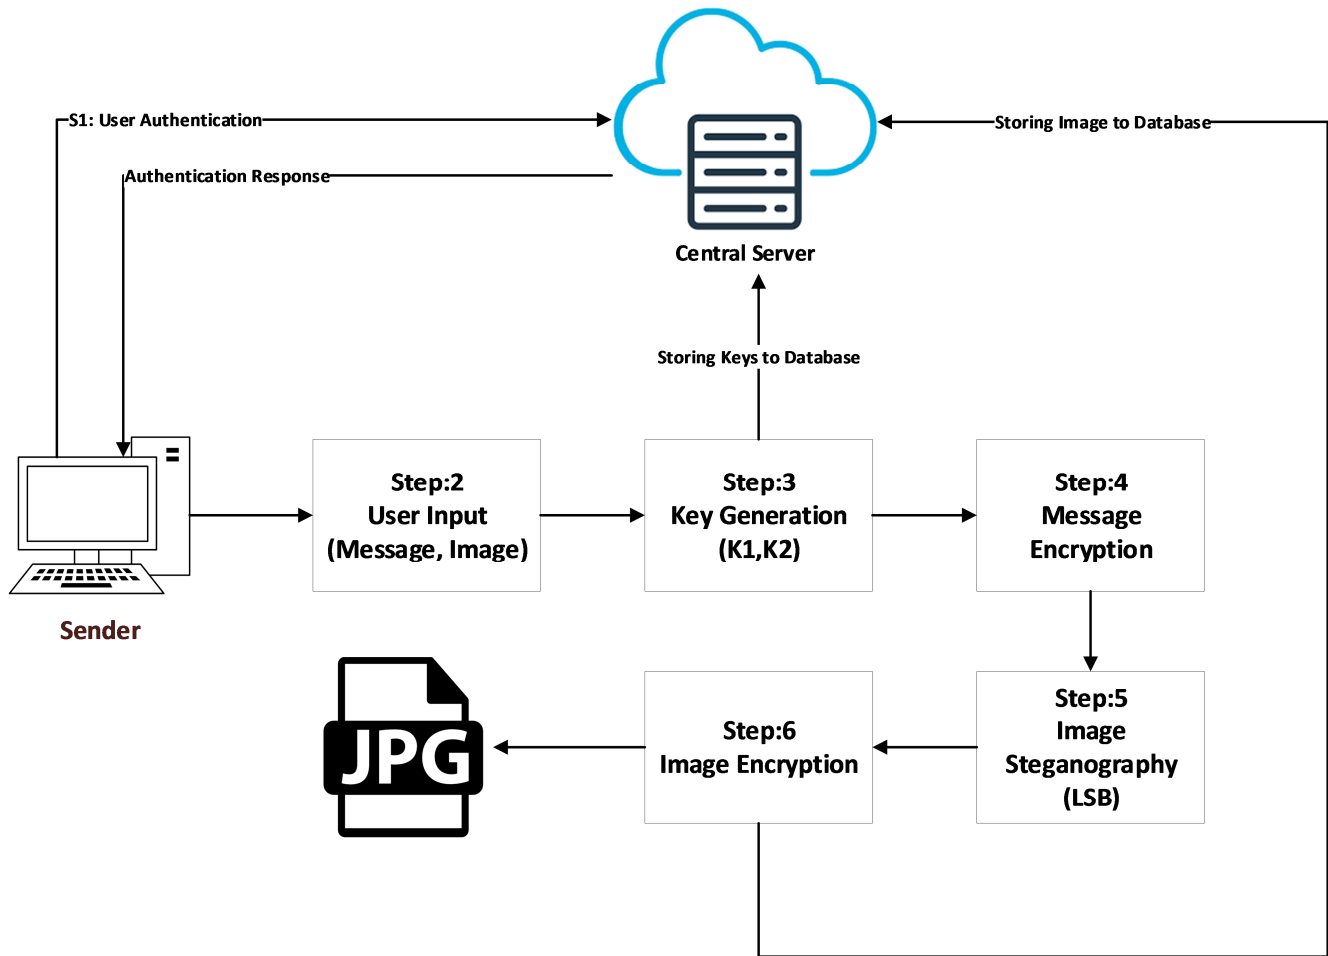 S1: User Authentication
Storing Image to Database
Authentication Response
Central Server
Storing Keys to Database
Step:2
User Input
(Message, Image)
Step:3
Key Generation
(K1,K2)
Step:4
Message
Encryption
Sender
Step:5
Image
Steganography
(LSB)
Step:6
Image Encryption
JPG